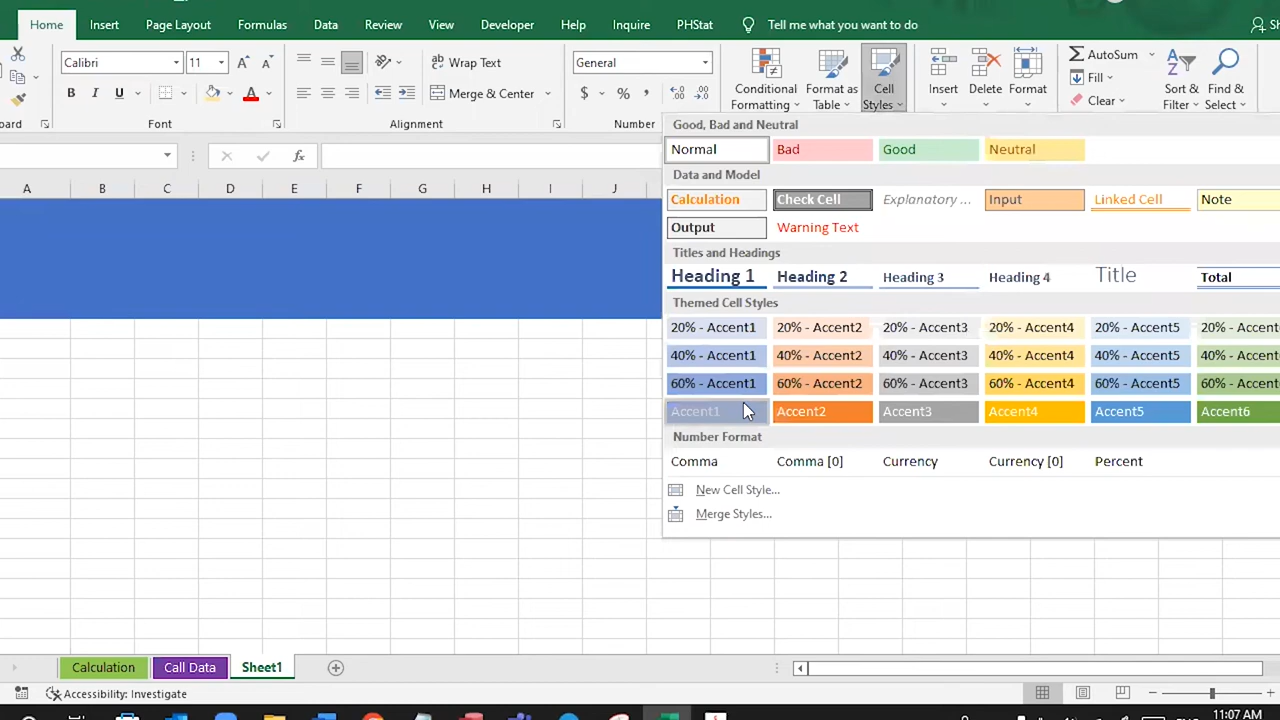 Home Insert Page Layout Formulas Data Review View Developer Help Inquire PHStat Tell me what you want to do
Calibri 11 Wrap Text General AutoSum
Fill
B I U Merge & Center $ % , Conditional Formatting Format as Table Cell Styles Insert Delete Format Clear Sort & Filter Find & Select
Font Alignment Number
fx
Good, Bad and Neutral
Normal Bad Good Neutral
Data and Model
Calculation Check Cell Explanatory ... Input Linked Cell Note
Output Warning Text
Titles and Headings
Heading 1 Heading 2 Heading 3 Heading 4 Title Total
Themed Cell Styles
20% - Accent1 20% - Accent2 20% - Accent3 20% - Accent4 20% - Accent5 20% - Accent
40% - Accent1 40% - Accent2 40% - Accent3 40% - Accent4 40% - Accent5 40% - Accent
60% - Accent1 60% - Accent2 60% - Accent3 60% - Accent4 60% - Accent5 60% - Accent
Accent1 Accent2 Accent3 Accent4 Accent5 Accent6
Number Format
Comma Comma [0] Currency Currency [0] Percent
New Cell Style...
Merge Styles...
A B C D E F G H I J
Calculation Call Data Sheet1
Accessibility: Investigate
11:07 AM